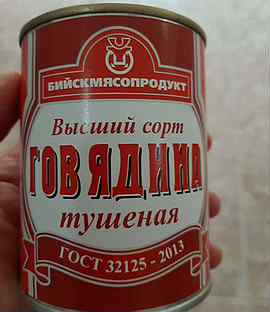 БИЙСКМЯСОПРОДУКТ
Высший сорт
ГОВЯДИНА
тушеная
ГОСТ 32125 - 2013